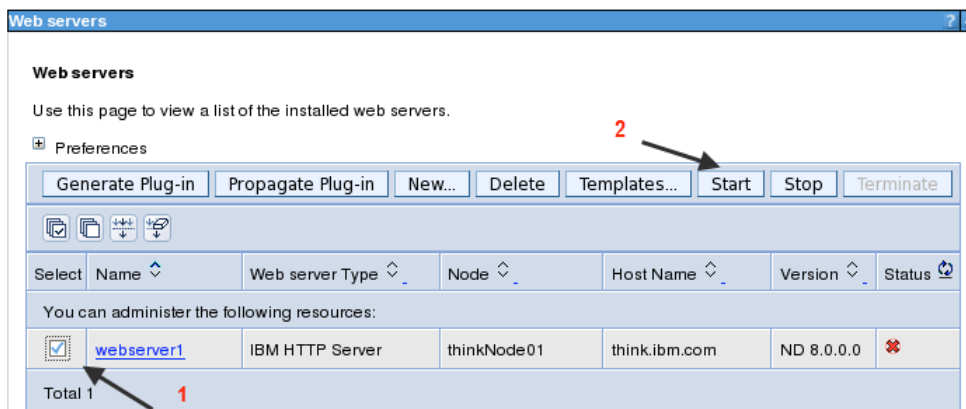 Web servers ?
Web servers
Use this page to view a list of the installed web servers.
Preferences
2
Generate Plug-in Propagate Plug-in New... Delete Templates... Start Stop Terminate
Select Name Web server Type Node Host Name Version Status
You can administer the following resources:
webserver1 IBM HTTP Server thinkNode01 think.ibm.com ND 8.0.0.0
Total 1 1